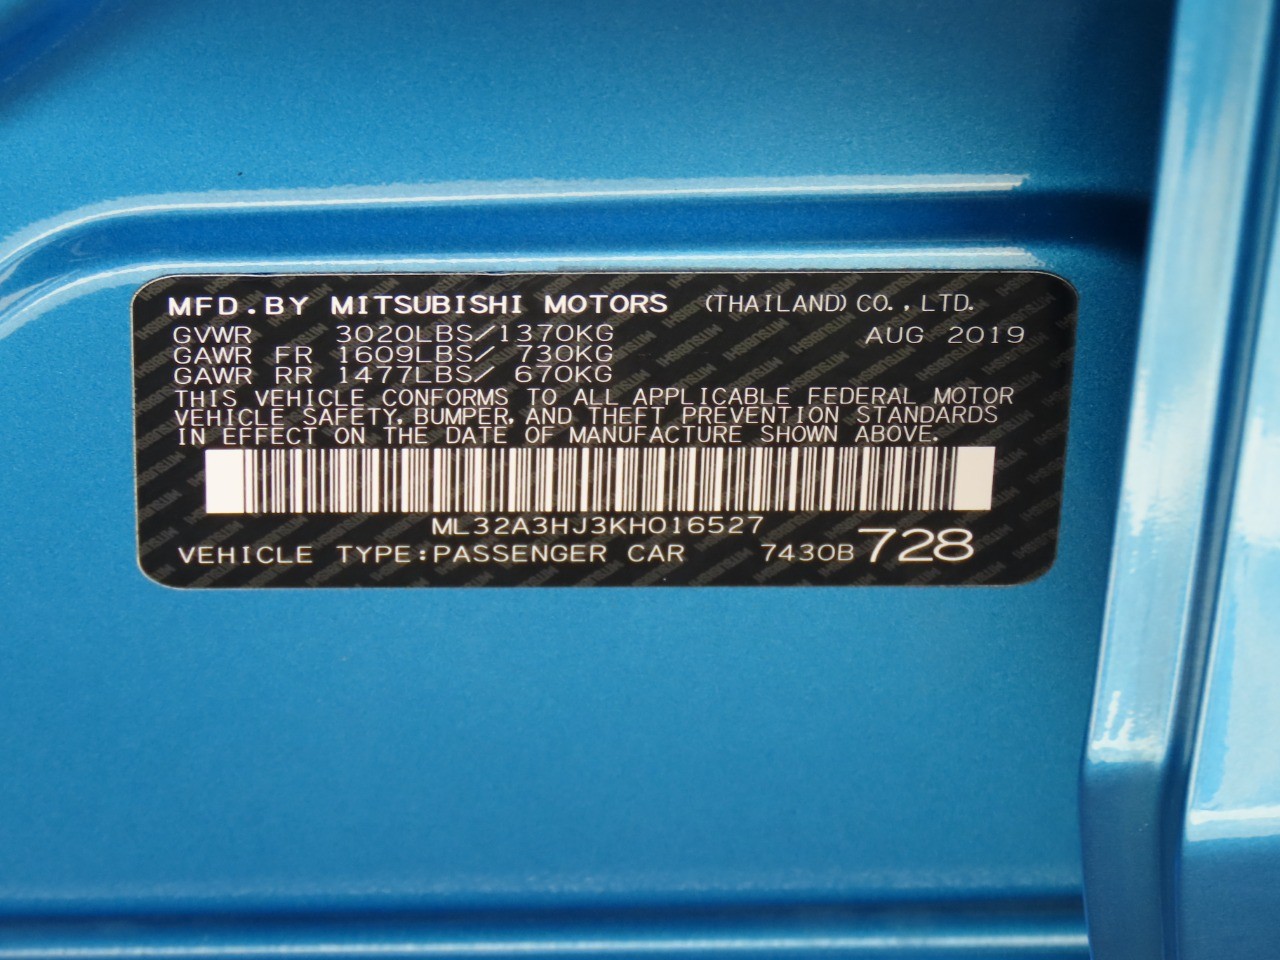 MFD.BY MITSUBISHI MOTORS (THAILAND) CO.,LTD.
GVWR 3020LBS/1370KG AUG 2019
GAWR FR 1609LBS/ 730KG
GAWR RR 1477LBS/ 670KG
THIS VEHICLE CONFORMS TO ALL APPLICABLE FEDERAL MOTOR
VEHICLE SAFETY, BUMPER, AND THEFT PREVENTION STANDARDS
IN EFFECT ON THE DATE OF MANUFACTURE SHOWN ABOVE.
ML32A3HJ3KH016527
VEHICLE TYPE:PASSENGER CAR 7430B 728